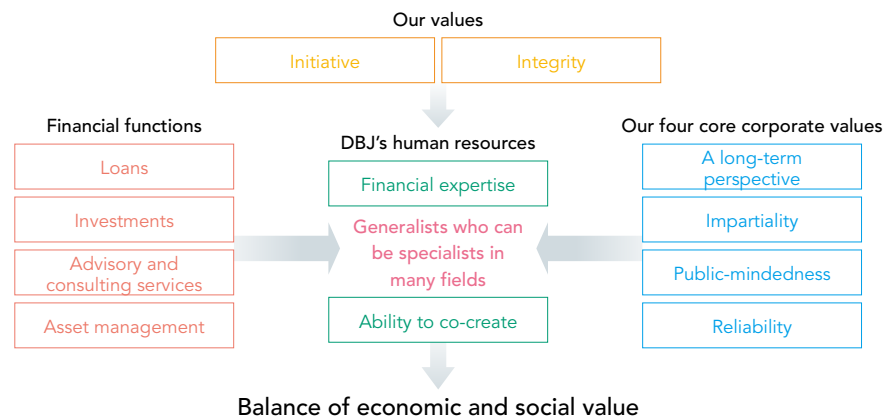 Our values
Initiative
Integrity
Financial functions
Loans
Investments
Advisory and
consulting services
Asset management
DBJ's human resources
Financial expertise
Generalists who can
be specialists in
many fields
Ability to co-create
Our four core corporate values
A long-term
perspective
Impartiality
Public-mindedness
Reliability
Balance of economic and social value